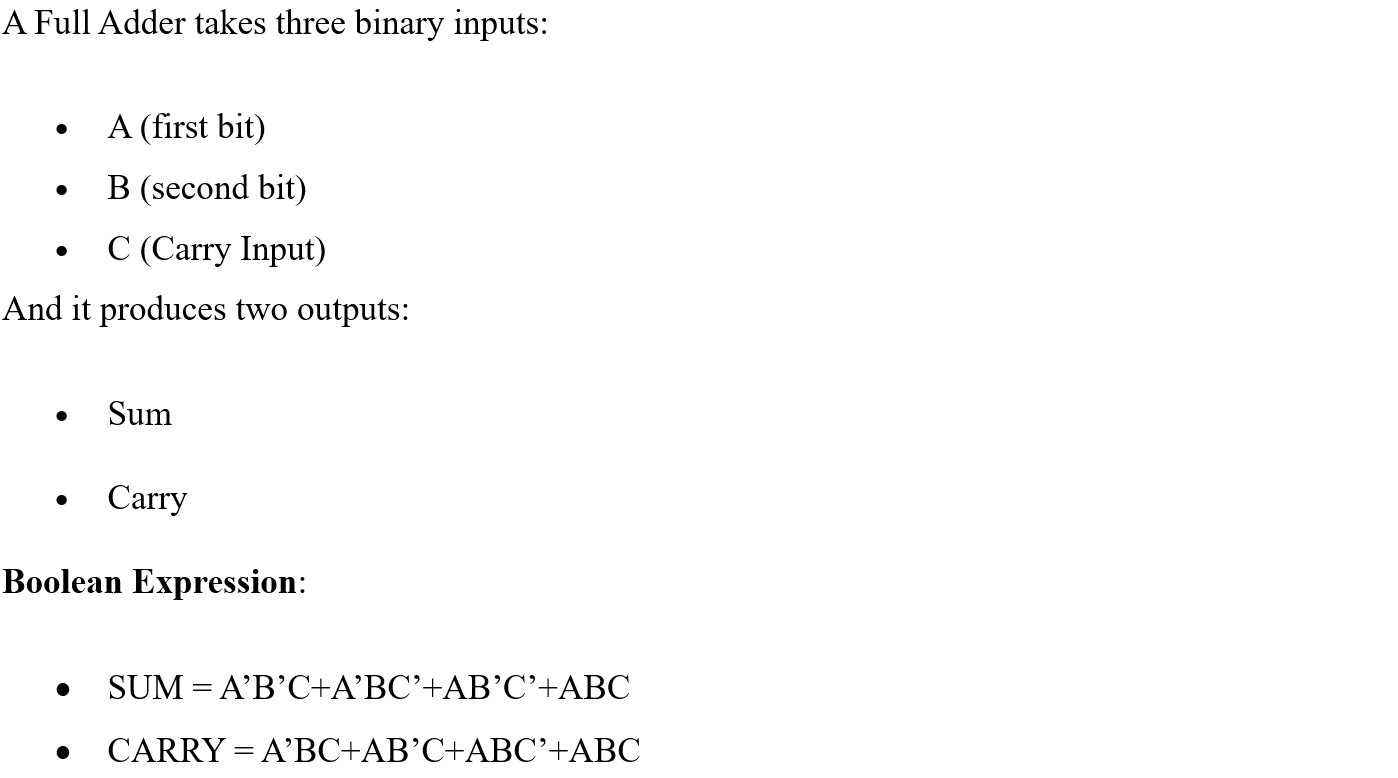 A Full Adder takes three binary inputs:
• A (first bit)
• B (second bit)
• C (Carry Input)
And it produces two outputs:
• Sum
• Carry
Boolean Expression:
• SUM = A’B’C+A’BC’+AB’C’+ABC
• CARRY = A’BC+AB’C+ABC’+ABC